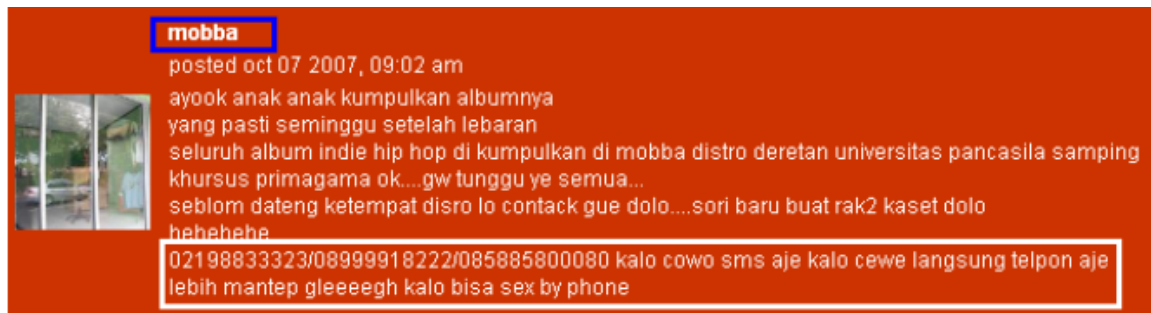 mobba
posted oct 07 2007, 09:02 am
ayook anak anak kumpulkan albumnya
yang pasti seminggu setelah lebaran
seluruh album indie hip hop di kumpulkan di mobba distro deretan universitas pancasila samping
khursus primagama ok....gw tunggu ye semua...
seblom dateng ketempat disro lo contack gue dolo....sori baru buat rak2 kaset dolo
hehehehe
02198833323/08999918222/085885800080 kalo cowo sms aje kalo cewe langsung telpon aje
lebih mantep gleeeegh kalo bisa sex by phone